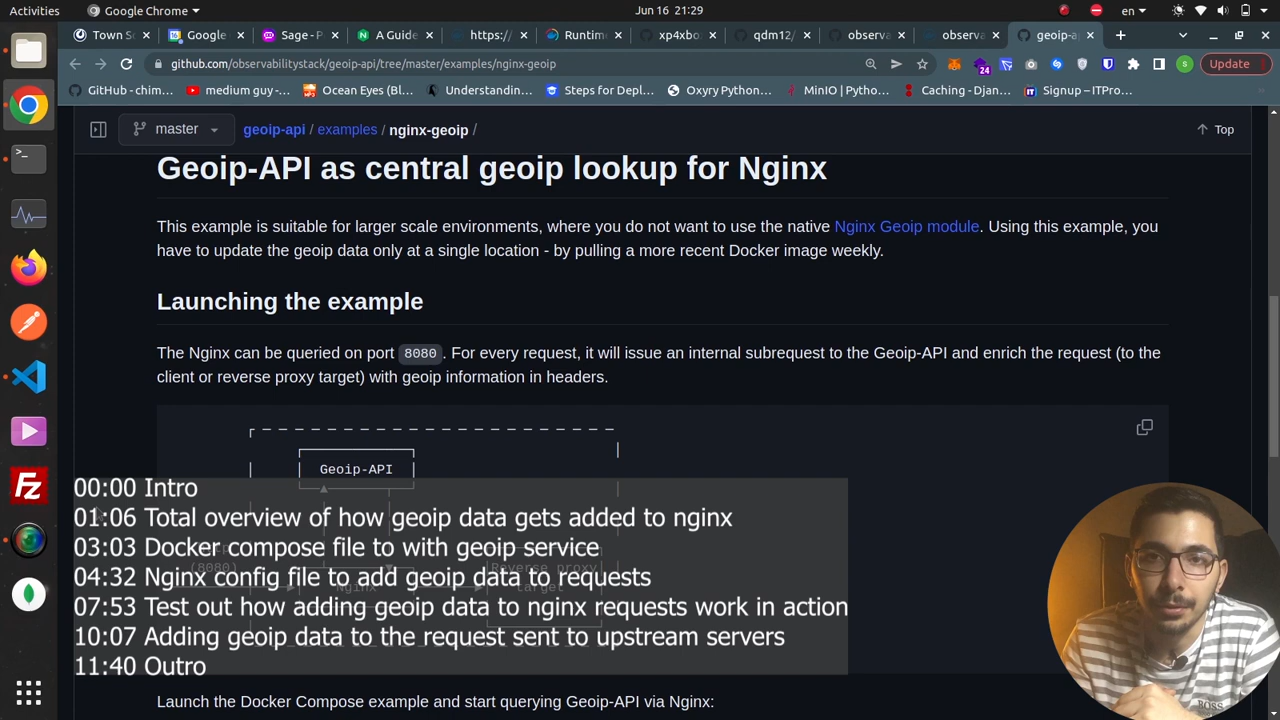 Activities
Google Chrome
Jun 16 21:29
en
Town Sc
Google
Sage - P
A Guide
https://
Runtim
xp4xbo
qdm12/
observa
observa
geoip-a
github.com/observabilitystack/geoip-api/tree/master/examples/nginx-geoip
24
S
Update
GitHub - chim...
medium guy -...
Ocean Eyes (Bl...
Understanding...
Steps for Depl...
Oxyry Python...
MinIO | Pytho...
Caching - Djan...
Signup – ITPro...
master
geoip-api / examples / nginx-geoip /
Top
Geoip-API as central geoip lookup for Nginx
This example is suitable for larger scale environments, where you do not want to use the native Nginx Geoip module. Using this example, you
have to update the geoip data only at a single location - by pulling a more recent Docker image weekly.
Launching the example
The Nginx can be queried on port 8080. For every request, it will issue an internal subrequest to the Geoip-API and enrich the request (to the
client or reverse proxy target) with geoip information in headers.
Geoip-API
(8080)
Nginx
Reverse proxy
target
00:00 Intro
01:06 Total overview of how geoip data gets added to nginx
03:03 Docker compose file to with geoip service
04:32 Nginx config file to add geoip data to requests
07:53 Test out how adding geoip data to nginx requests work in action
10:07 Adding geoip data to the request sent to upstream servers
11:40 Outro
Launch the Docker Compose example and start querying Geoip-API via Nginx:
BOSS